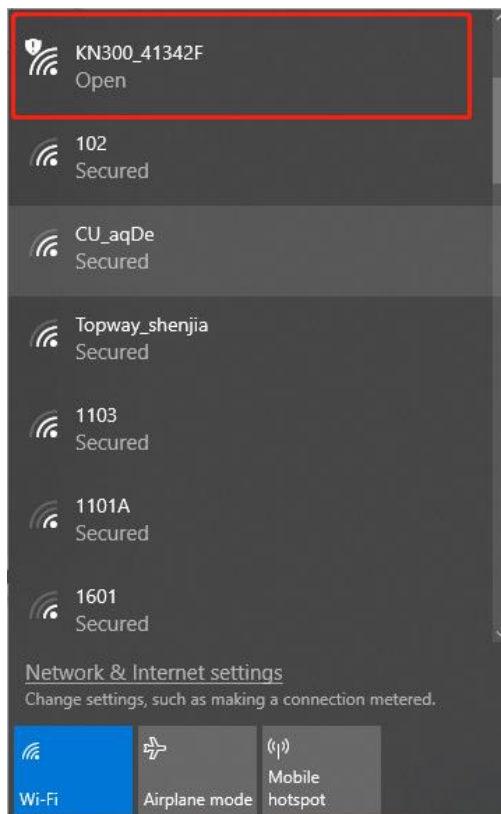 KN300_41342F
Open
102
Secured
CU_aqDe
Secured
Topway_shenjia
Secured
1103
Secured
1101A
Secured
1601
Secured
Network & Internet settings
Change settings, such as making a connection metered.
Wi-Fi
Airplane mode
Mobile
hotspot